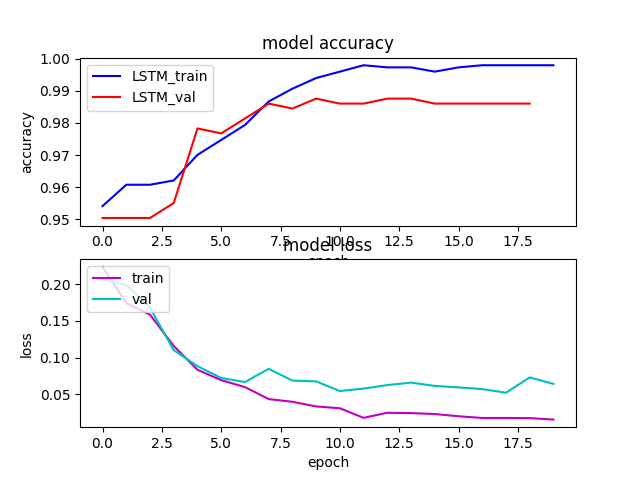 model accuracy
1.00
0.99
0.98
0.97
0.96
0.95
accuracy
LSTM_train
LSTM_val
0.0 2.5 5.0 7.5 10.0 12.5 15.0 17.5
epoch
model loss
0.20
0.15
0.10
0.05
loss
train
val
0.0 2.5 5.0 7.5 10.0 12.5 15.0 17.5
epoch